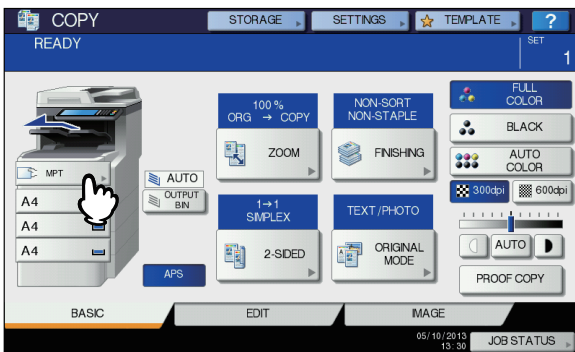 COPY
STORAGE
SETTINGS
TEMPLATE
?
READY
SET
1
100 %
ORG → COPY
NON-SORT
NON-STAPLE
FULL
COLOR
BLACK
ZOOM
FINISHING
AUTO
COLOR
MPT
AUTO
300dpi
600dpi
A4
OUTPUT
BIN
1→1
SIMPLEX
TEXT/PHOTO
A4
A4
2-SIDED
ORIGINAL
MODE
AUTO
APS
PROOF COPY
BASIC
EDIT
IMAGE
05/10/2013
13:30
JOB STATUS